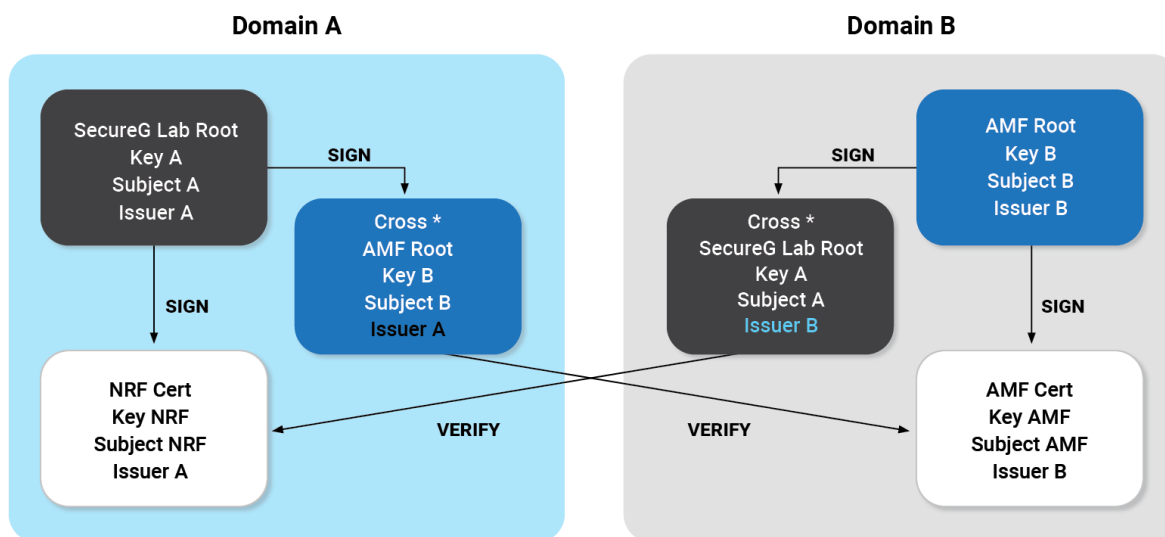 Domain A
Domain B
SecureG Lab Root
Key A
Subject A
Issuer A
SIGN
Cross *
AMF Root
Key B
Subject B
Issuer A
SIGN
NRF Cert
Key NRF
Subject NRF
Issuer A
VERIFY
AMF Root
Key B
Subject B
Issuer B
SIGN
Cross *
SecureG Lab Root
Key A
Subject A
Issuer B
SIGN
AMF Cert
Key AMF
Subject AMF
Issuer B
VERIFY